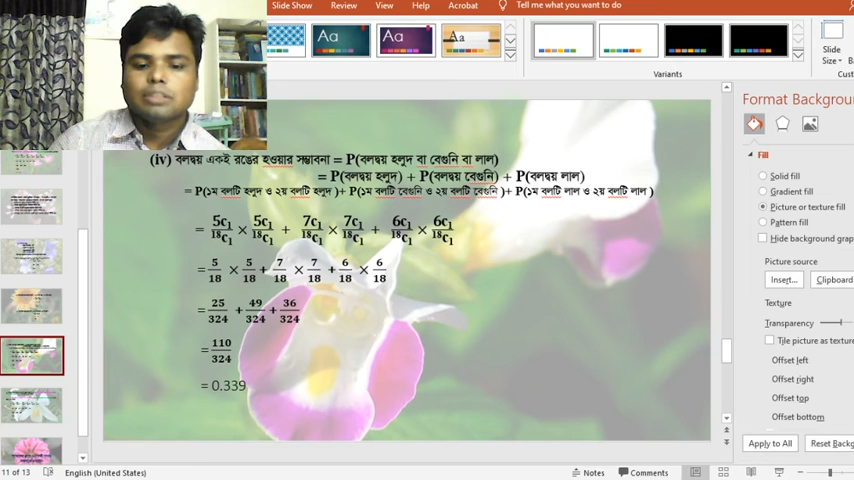 Slide Show Review View Help Acrobat Tell me what you want to do
Aa Aa Aa
Variants
Slide
Size
Format Background
Fill
Solid fill
Gradient fill
Picture or texture fill
Pattern fill
Hide background
Picture source
Insert... Clipboard
Texture
Transparency
Tile picture as texture
Offset left
Offset right
Offset top
Offset bottom
Apply to All Reset
(iv) বলদ্বয় একই রঙের হওয়ার সম্ভাবনা = P(বলদ্বয় হলুদ বা বেগুনি বা লাল)
= P(বলদ্বয় হলুদ) + P(বলদ্বয় বেগুনি) + P(বলদ্বয় লাল)
= P(১ম বলটি হলুদ ও ২য় বলটি হলুদ )+ P(১ম বলটি বেগুনি ও ২য় বলটি বেগুনি )+ P(১ম বলটি লাল ও ২য় বলটি লাল )
= 5c₁/¹⁸c₁ × 5c₁/¹⁸c₁ + 7c₁/¹⁸c₁ × 7c₁/¹⁸c₁ + 6c₁/¹⁸c₁ × 6c₁/¹⁸c₁
= 5/18 × 5/18 + 7/18 × 7/18 + 6/18 × 6/18
= 25/324 + 49/324 + 36/324
= 110/324
= 0.339
11 of 13 English (United States) Notes Comments